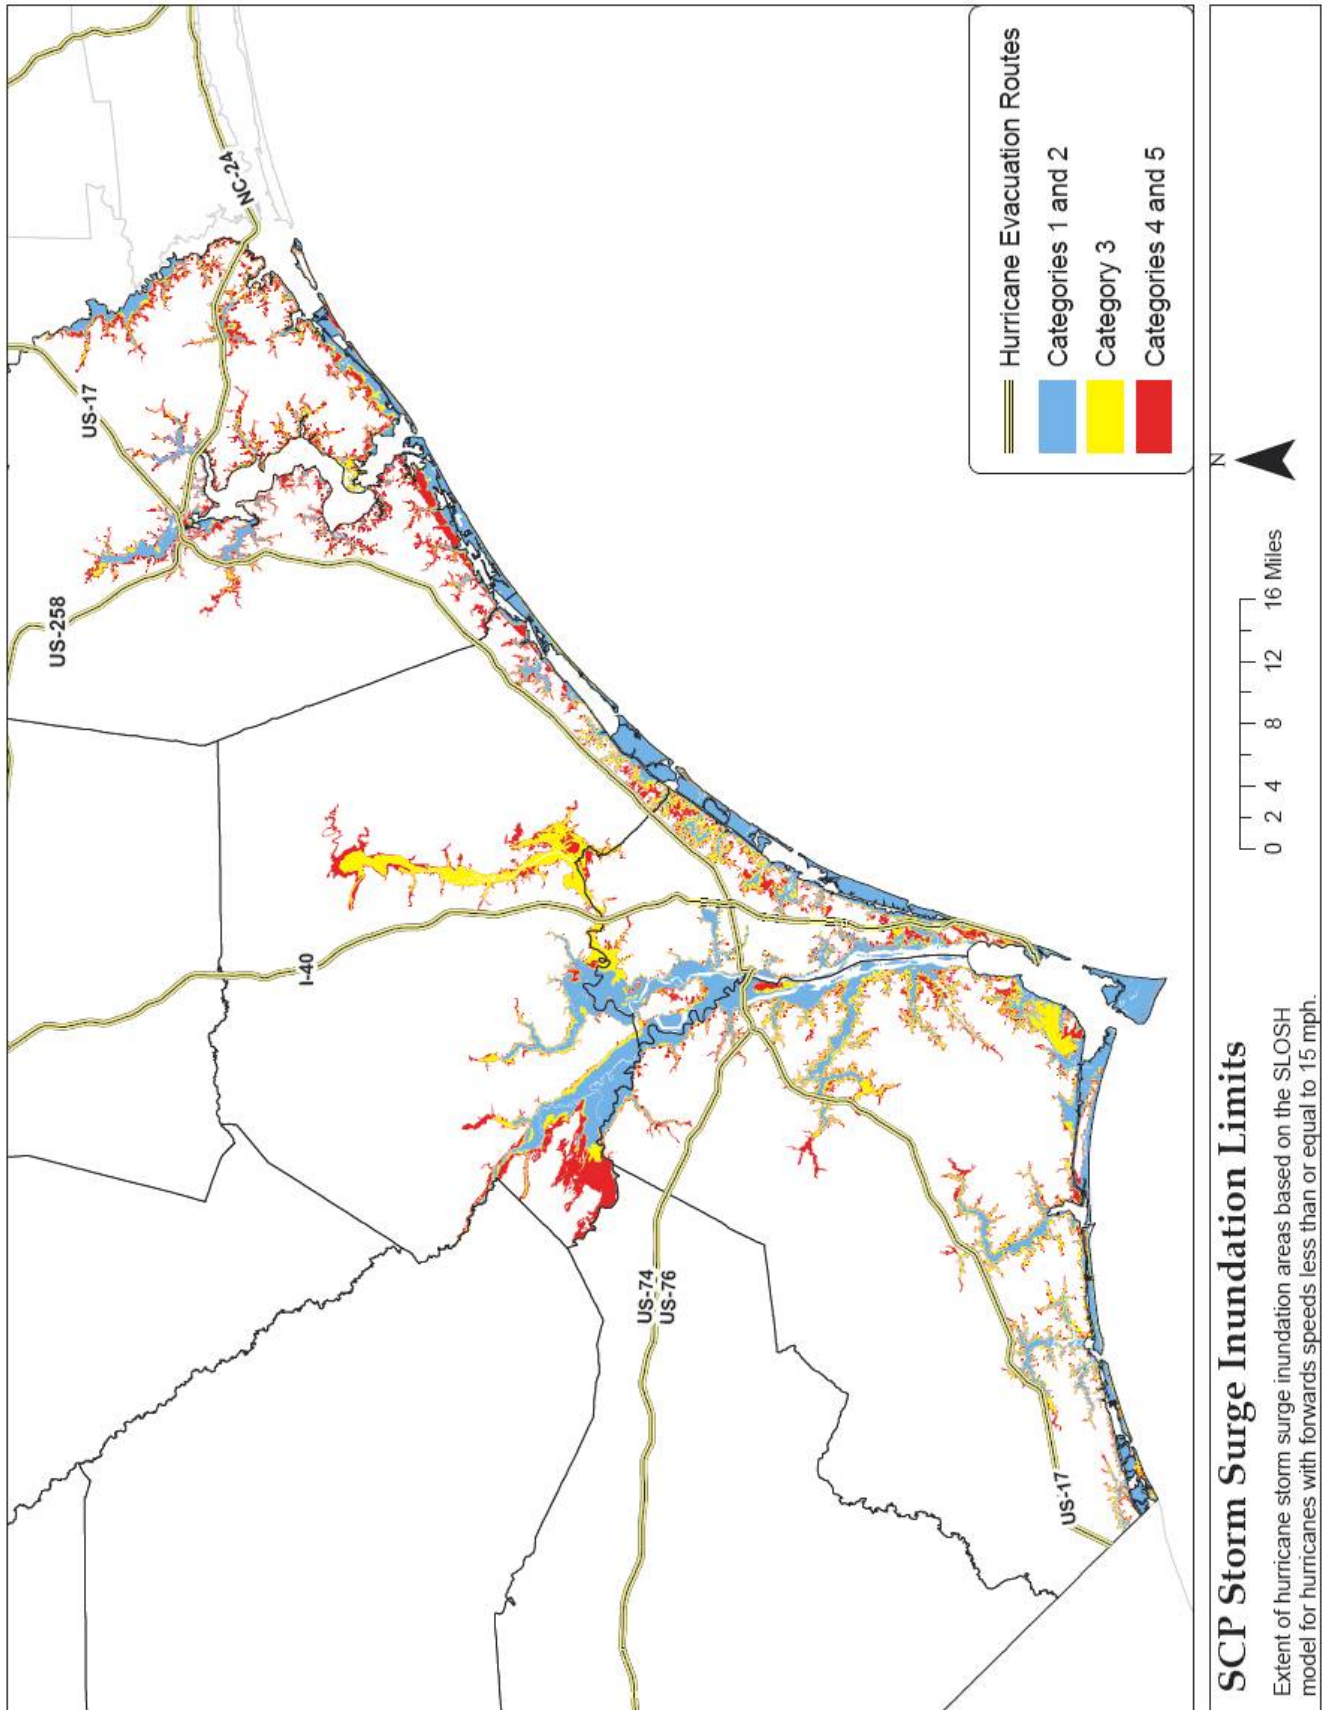 US-17
NC-24
US-258
I-40
US-74
US-76
US-17
Hurricane Evacuation Routes
Categories 1 and 2
Category 3
Categories 4 and 5
N
0 2 4 8 12 16 Miles
SCP Storm Surge Inundation Limits
Extent of hurricane storm surge inundation areas based on the SLOSH
model for hurricanes with forwards speeds less than or equal to 15 mph.